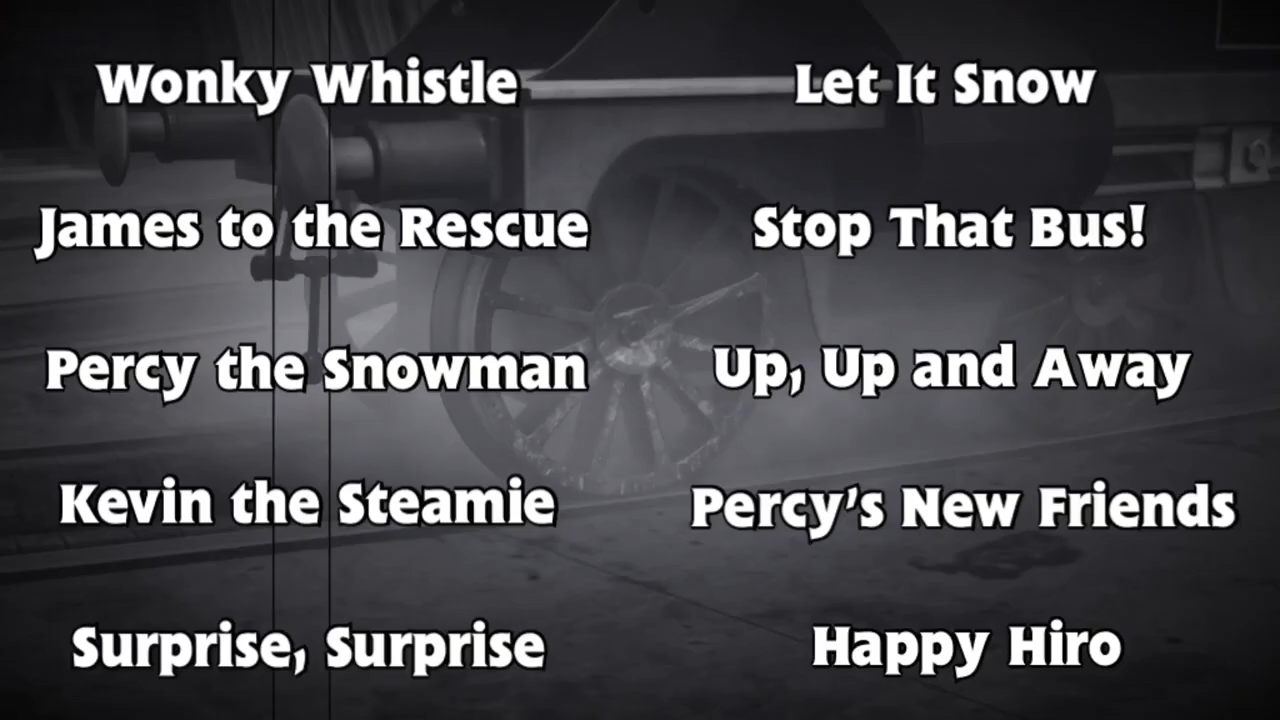 Wonky Whistle
James to the Rescue
Percy the Snowman
Kevin the Steamie
Surprise, Surprise
Let It Snow
Stop That Bus!
Up, Up and Away
Percy's New Friends
Happy Hiro